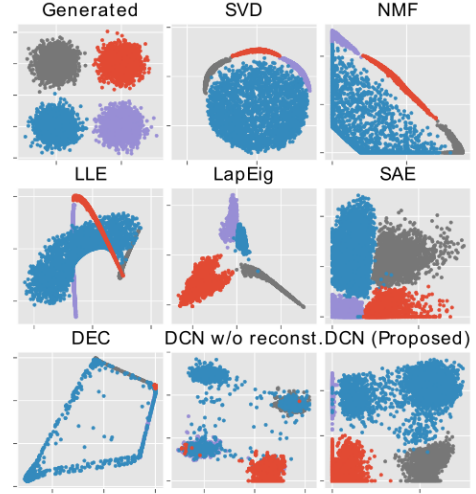 Generated
SVD
NMF
LLE
LapEig
SAE
DEC
DCN w/o reconst.
DCN (Proposed)